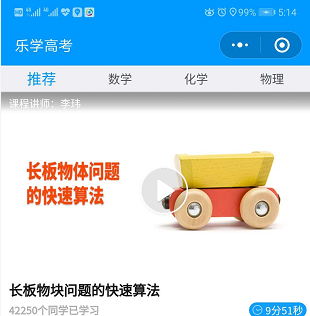 99% 5:14
乐学高考
推荐 数学 化学 物理
课程讲师：李玮
长板物体问题
的快速算法
长板物块问题的快速算法
42250个同学已学习 9分51秒